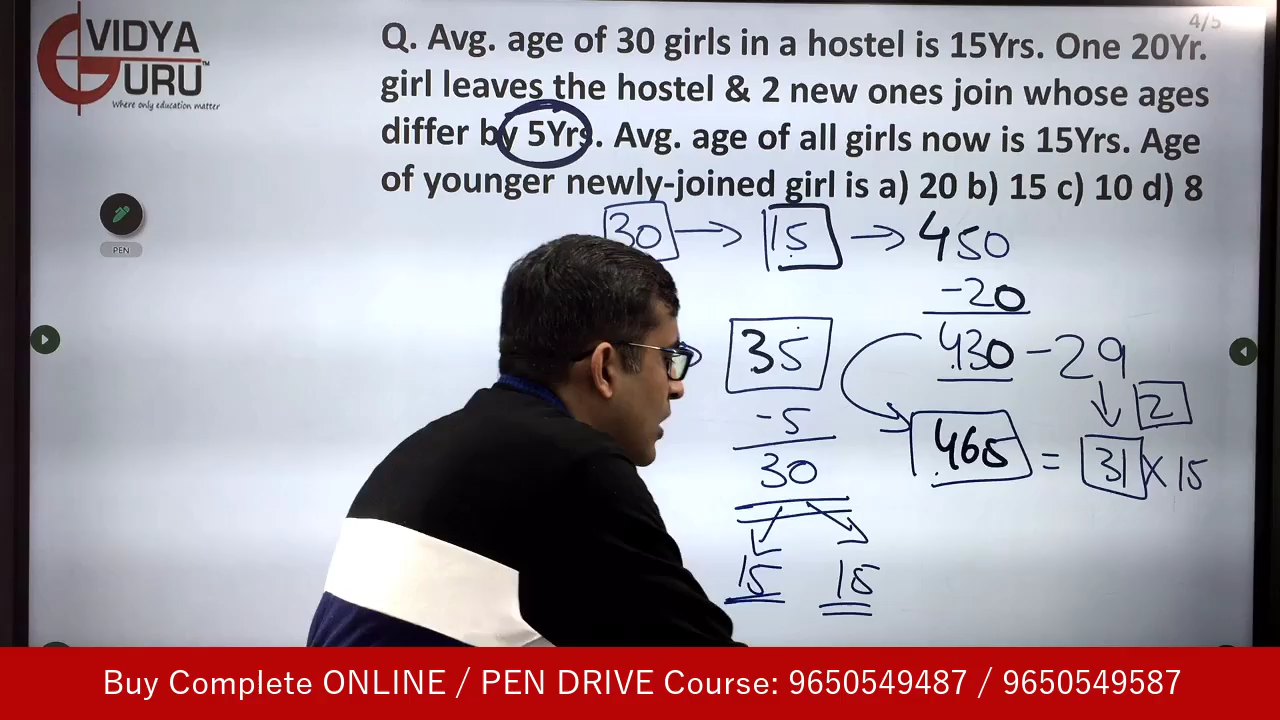 4/5
VIDYA
GURU™
Where only education matter
Q. Avg. age of 30 girls in a hostel is 15Yrs. One 20Yr.
girl leaves the hostel & 2 new ones join whose ages
differ by 5Yrs. Avg. age of all girls now is 15Yrs. Age
of younger newly-joined girl is a) 20 b) 15 c) 10 d) 8
PEN
30 → 15 → 450
-20
35 430 - 29
2
-5
465 = 31 x 15
30
15 15
Buy Complete ONLINE / PEN DRIVE Course: 9650549487 / 9650549587